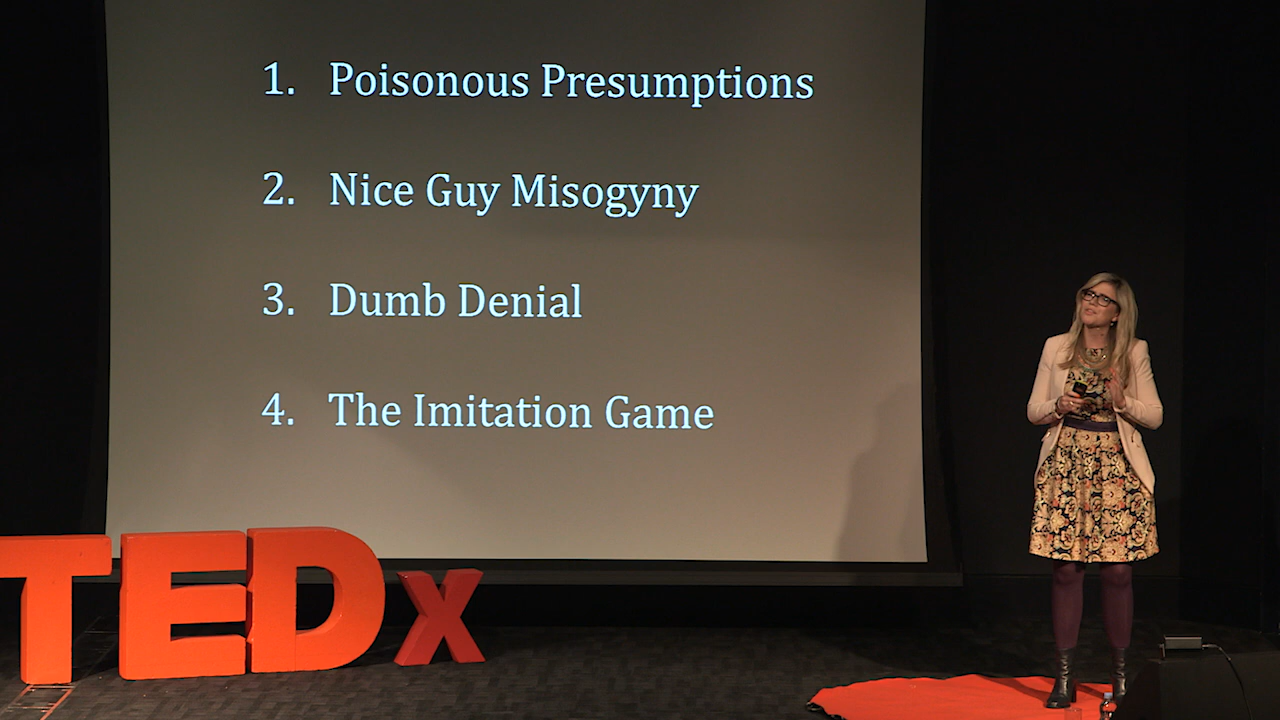 1. Poisonous Presumptions
2. Nice Guy Misogyny
3. Dumb Denial
4. The Imitation Game
TEDx